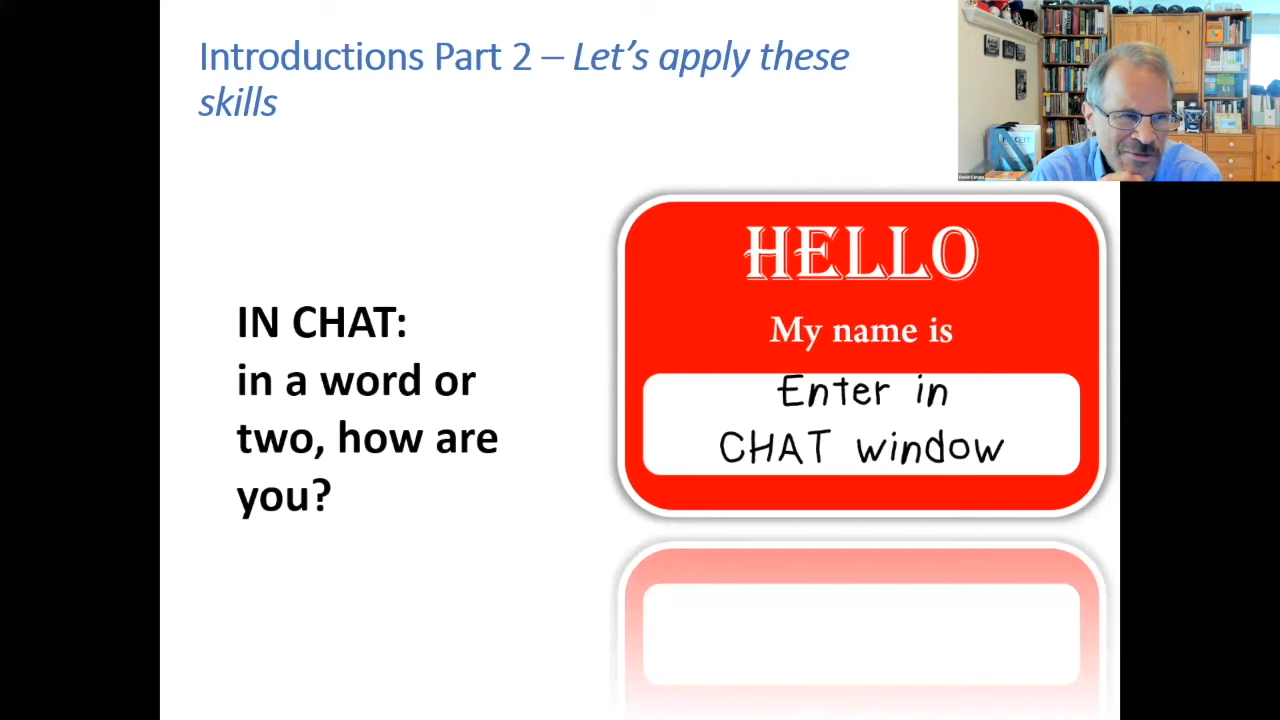 Introductions Part 2 – Let's apply these
skills
HELLO
My name is
Enter in
CHAT window
IN CHAT:
in a word or
two, how are
you?